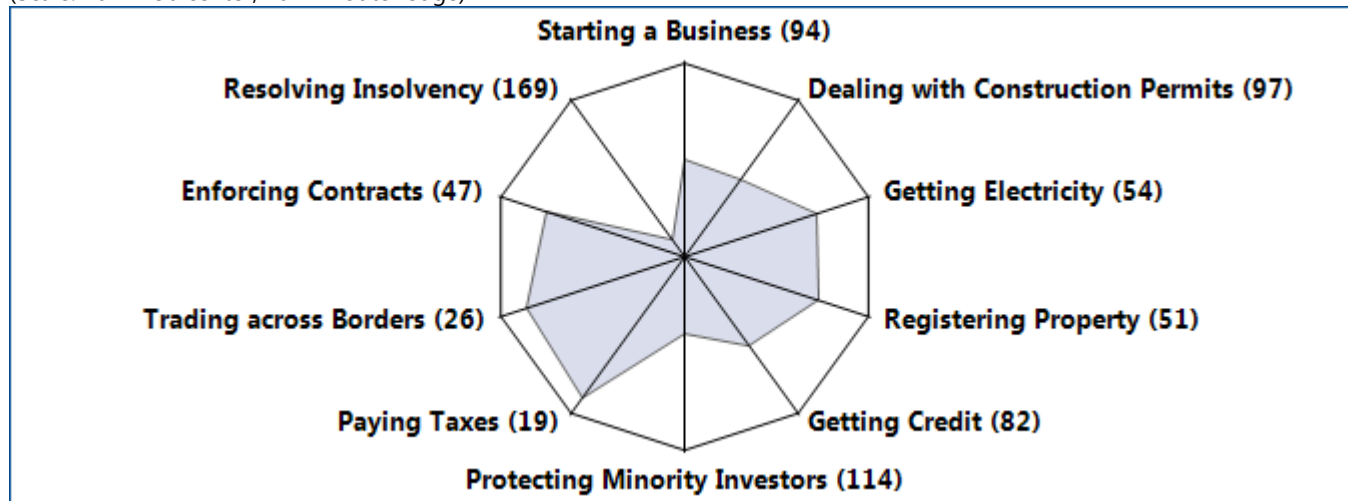 Starting a Business (94)
Resolving Insolvency (169)
Dealing with Construction Permits (97)
Enforcing Contracts (47)
Getting Electricity (54)
Trading across Borders (26)
Registering Property (51)
Paying Taxes (19)
Getting Credit (82)
Protecting Minority Investors (114)